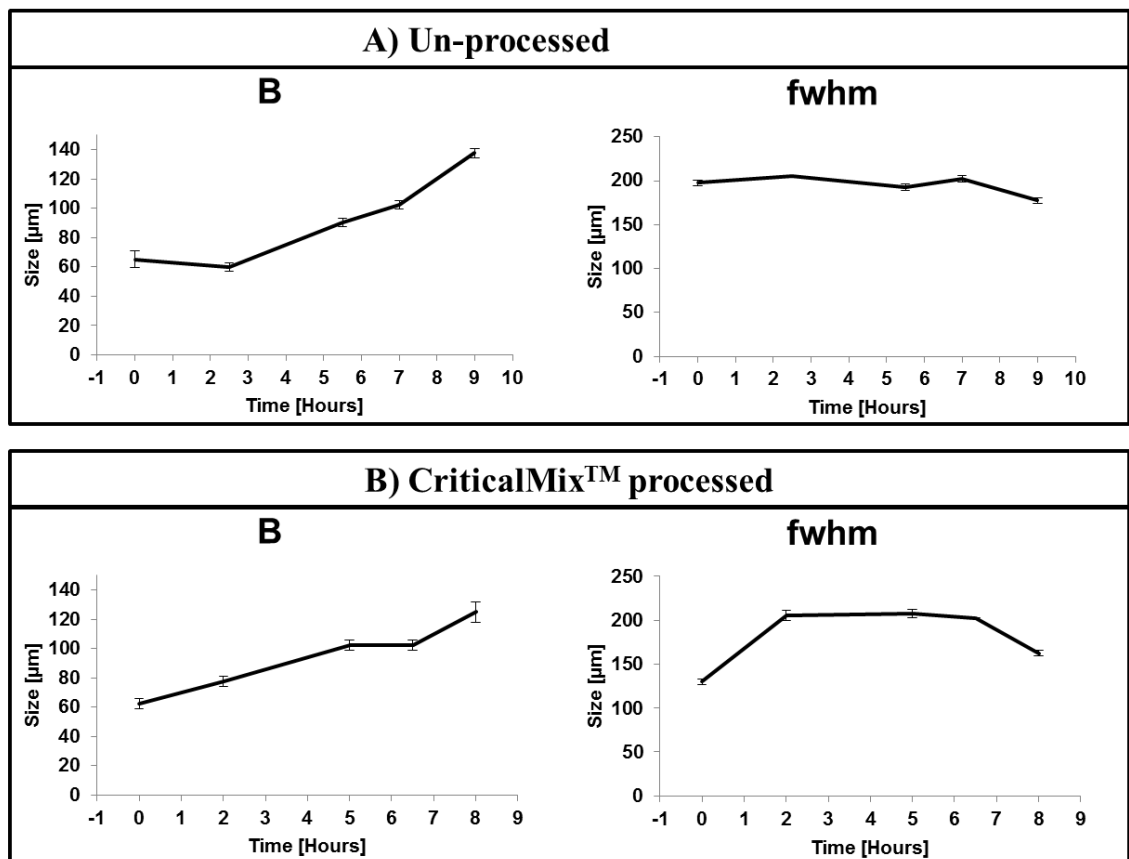 A) Un-processed
B
fwhm
140
120
100
80
60
40
20
0
Size [µm]
-1 0 1 2 3 4 5 6 7 8 9 10
Time [Hours]
250
200
150
100
50
0
Size [µm]
-1 0 1 2 3 4 5 6 7 8 9 10
Time [Hours]
B) CriticalMix™ processed
B
fwhm
140
120
100
80
60
40
20
0
Size [µm]
-1 0 1 2 3 4 5 6 7 8 9
Time [Hours]
250
200
150
100
50
0
Size [µm]
-1 0 1 2 3 4 5 6 7 8 9
Time [Hours]